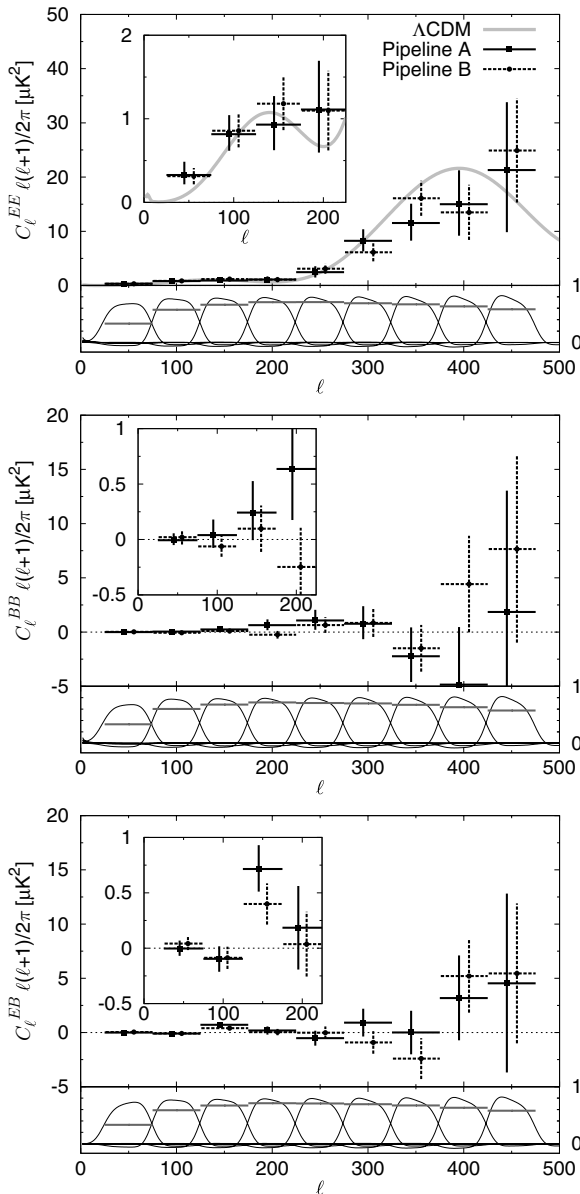 50
40
30
20
10
0
C_ℓ^{EE} ℓ(ℓ+1)/2π [μK²]
ΛCDM
Pipeline A
Pipeline B
2
1
0
0 100 200
ℓ
1
0
0 100 200 300 400 500
ℓ
20
15
10
5
0
-5
C_ℓ^{BB} ℓ(ℓ+1)/2π [μK²]
1
0.5
0
-0.5
0 100 200
1
0
0 100 200 300 400 500
ℓ
20
15
10
5
0
-5
C_ℓ^{EB} ℓ(ℓ+1)/2π [μK²]
1
0.5
0
-0.5
0 100 200
1
0
0 100 200 300 400 500
ℓ